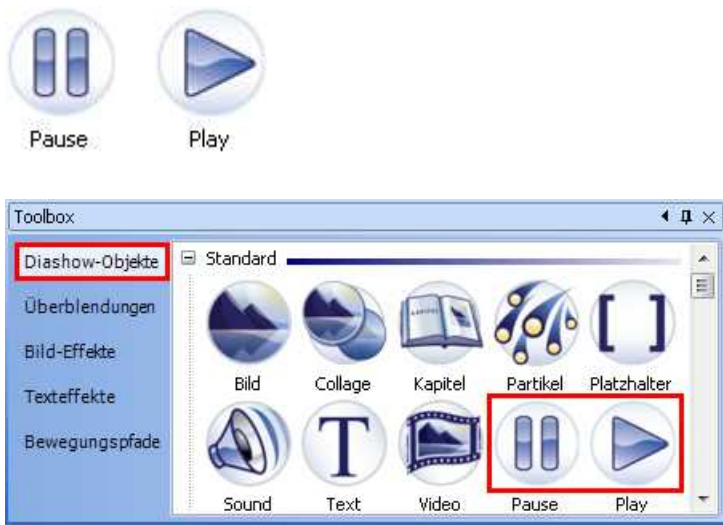 Pause Play
Toolbox
Diashow-Objekte
Überblendungen
Bild-Effekte
Texteffekte
Bewegungspfade
Standard
Bild Collage Kapitel Partikel Platzhalter
Sound Text Video Pause Play